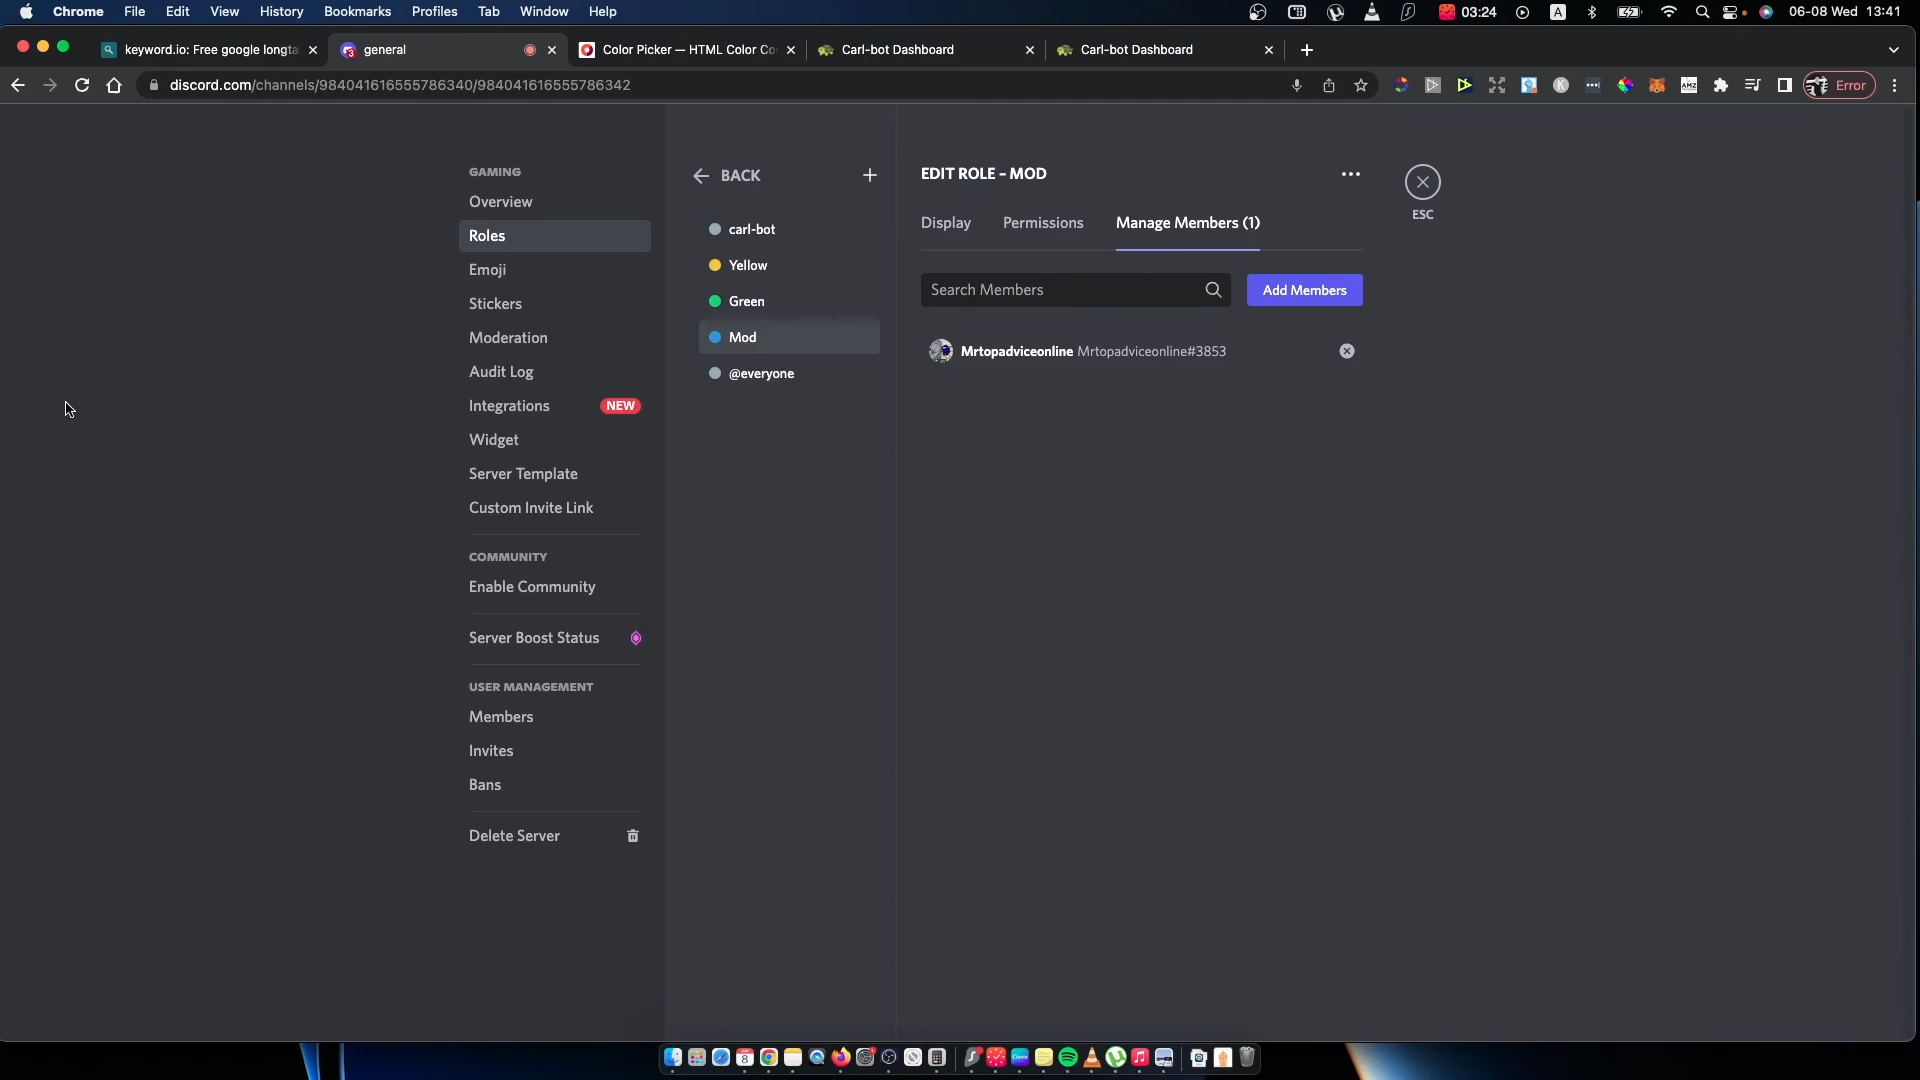 Chrome File Edit View History Bookmarks Profiles Tab Window Help 03:24 A 06-08 Wed 13:41
keyword.io: Free google longta general Color Picker — HTML Color Co Carl-bot Dashboard Carl-bot Dashboard
discord.com/channels/984041616555786340/984041616555786342 K AMZ Error
GAMING
Overview
Roles
Emoji
Stickers
Moderation
Audit Log
Integrations NEW
Widget
Server Template
Custom Invite Link
COMMUNITY
Enable Community
Server Boost Status
USER MANAGEMENT
Members
Invites
Bans
Delete Server
BACK
carl-bot
Yellow
Green
Mod
@everyone
EDIT ROLE – MOD
Display Permissions Manage Members (1)
Search Members Add Members
Mrtopadviceonline Mrtopadviceonline#3853
ESC